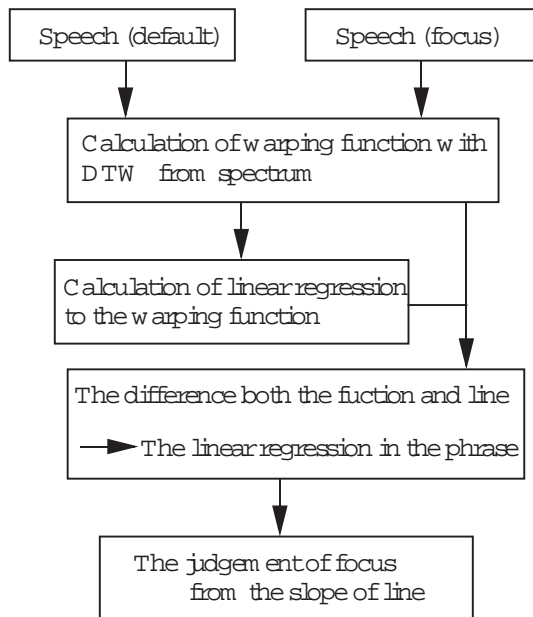 Speech (default)
Speech (focus)
Calculation of warping function with
DTW from spectrum
Calculation of linear regression
to the warping function
The difference both the fuction and line
The linear regression in the phrase
The judgement of focus
from the slope of line